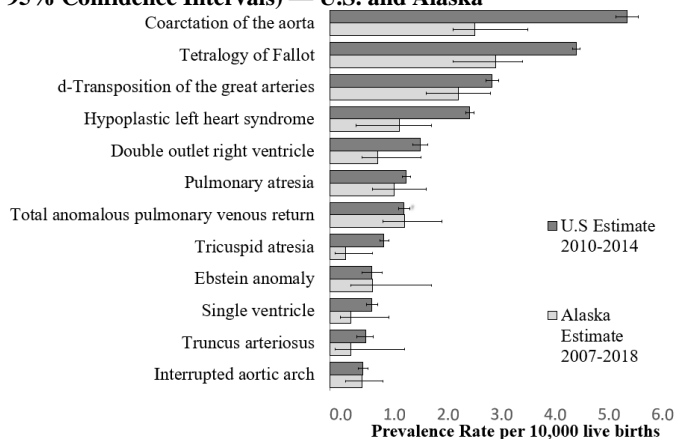 95% Confidence Intervals) — U.S. and Alaska
Coarctation of the aorta
Tetralogy of Fallot
d-Transposition of the great arteries
Hypoplastic left heart syndrome
Double outlet right ventricle
Pulmonary atresia
Total anomalous pulmonary venous return
Tricuspid atresia
Ebstein anomaly
Single ventricle
Truncus arteriosus
Interrupted aortic arch
U.S Estimate
2010-2014
Alaska
Estimate
2007-2018
0.0 1.0 2.0 3.0 4.0 5.0 6.0
Prevalence Rate per 10,000 live births